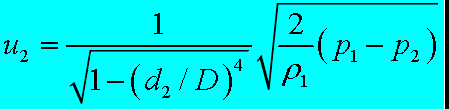 u₂ = 1 / √(1 − (d₂ / D)⁴) √(2 / ρ₁ (p₁ − p₂))